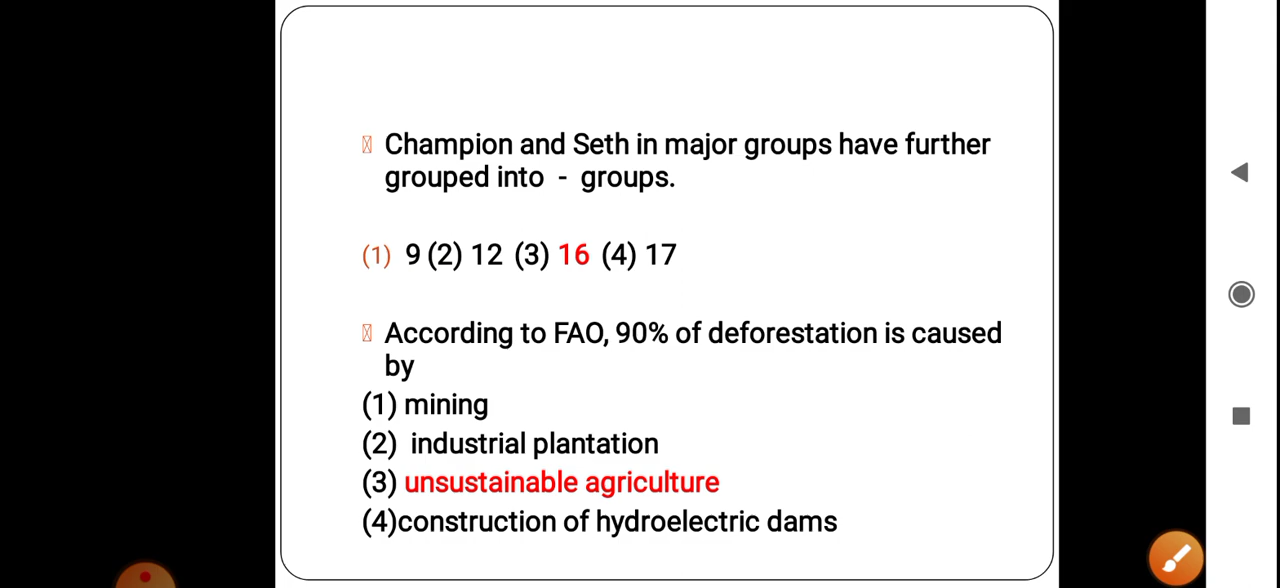 Champion and Seth in major groups have further
grouped into - groups.
(1) 9 (2) 12 (3) 16 (4) 17
According to FAO, 90% of deforestation is caused
by
(1) mining
(2) industrial plantation
(3) unsustainable agriculture
(4)construction of hydroelectric dams